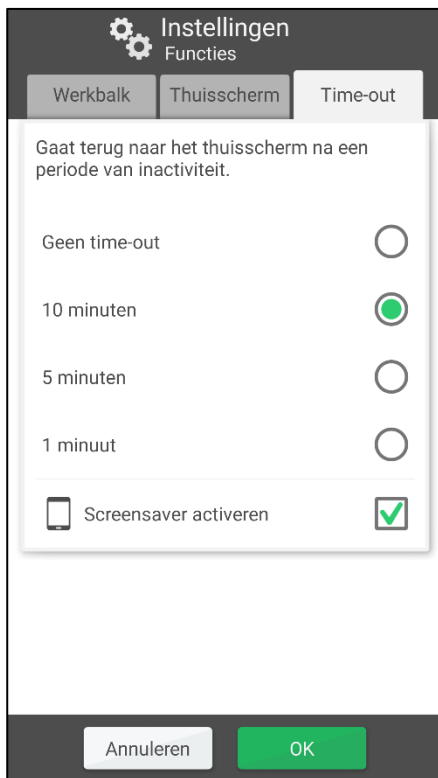 Instellingen
Functies
Werkbalk Thuisscherm Time-out
Gaat terug naar het thuisscherm na een
periode van inactiviteit.
Geen time-out
10 minuten
5 minuten
1 minuut
Screensaver activeren
Annuleren OK